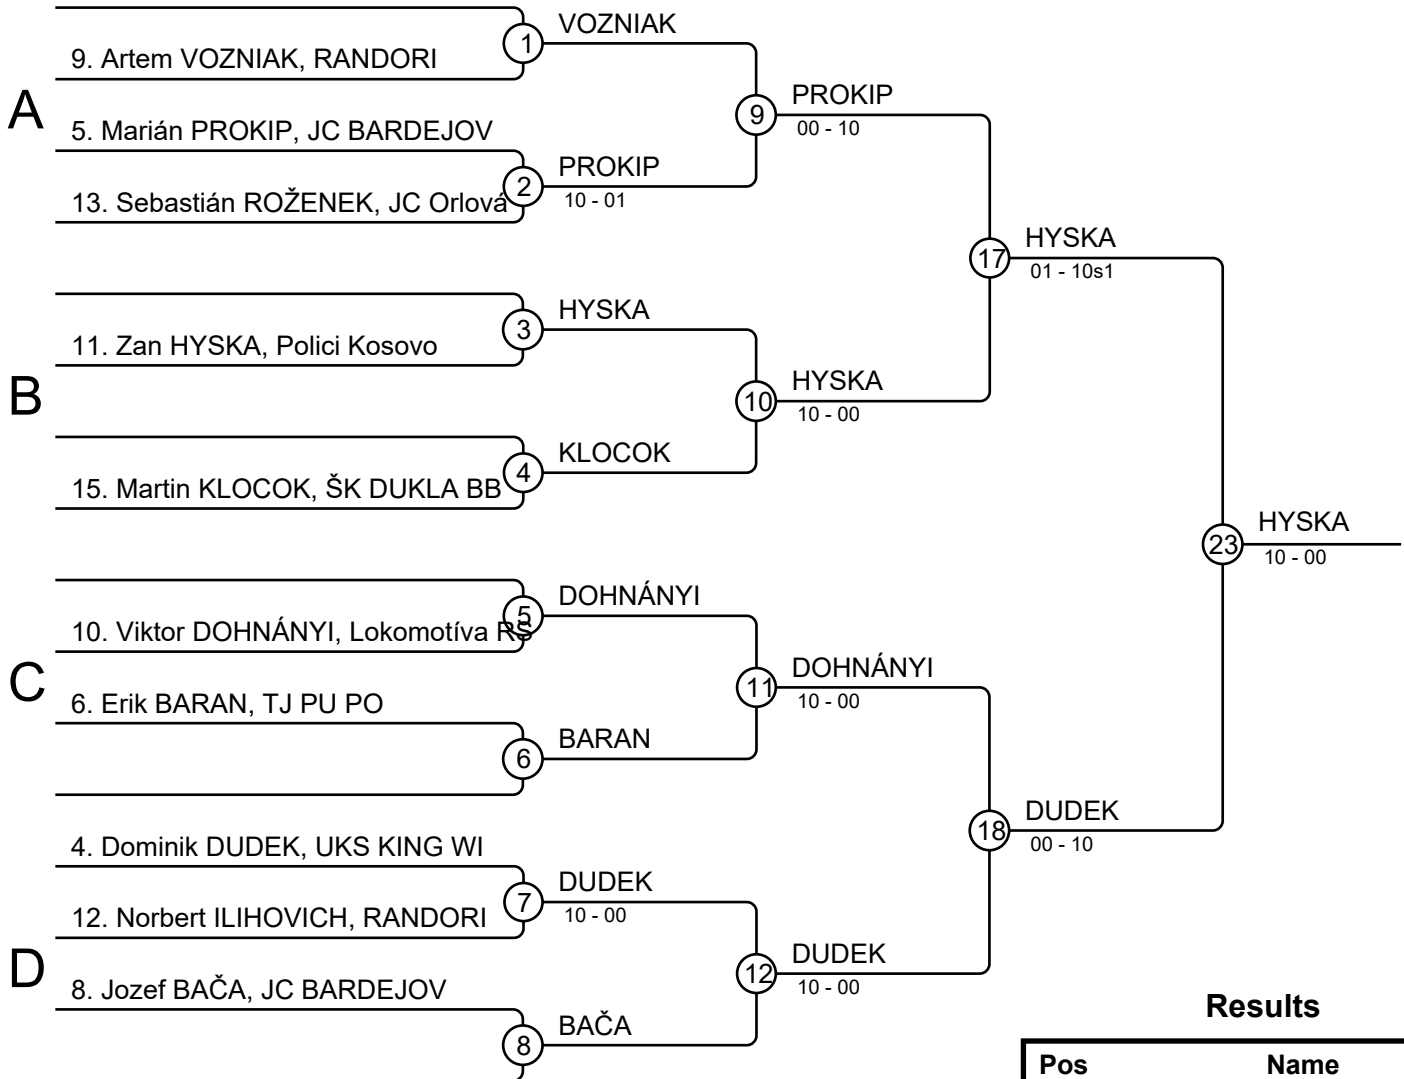 VOZNIAK
1
9. Artem VOZNIAK, RANDORI
A
PROKIP
9
00 - 10
5. Marián PROKIP, JC BARDEJOV
PROKIP
2
10 - 01
13. Sebastián ROŽENEK, JC Orlová
HYSKA
17
01 - 10s1
HYSKA
3
11. Zan HYSKA, Polici Kosovo
B
HYSKA
10
10 - 00
KLOCOK
4
15. Martin KLOCOK, ŠK DUKLA BB
HYSKA
23
10 - 00
DOHNÁNYI
5
10. Viktor DOHNÁNYI, Lokomotíva RS
C
DOHNÁNYI
11
10 - 00
6. Erik BARAN, TJ PU PO
BARAN
6
DUDEK
18
00 - 10
4. Dominik DUDEK, UKS KING WI
DUDEK
7
10 - 00
12. Norbert ILIHOVICH, RANDORI
D
DUDEK
12
10 - 00
8. Jozef BAČA, JC BARDEJOV
BAČA
8
Results
Pos Name